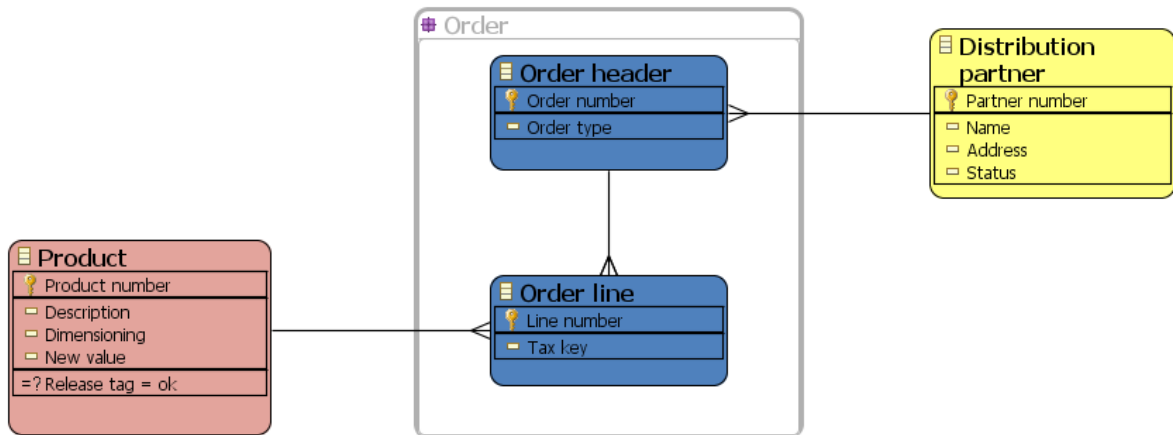 Order
Order header
Order number
Order type
Distribution
partner
Partner number
Name
Address
Status
Product
Product number
Description
Dimensioning
New value
=? Release tag = ok
Order line
Line number
Tax key